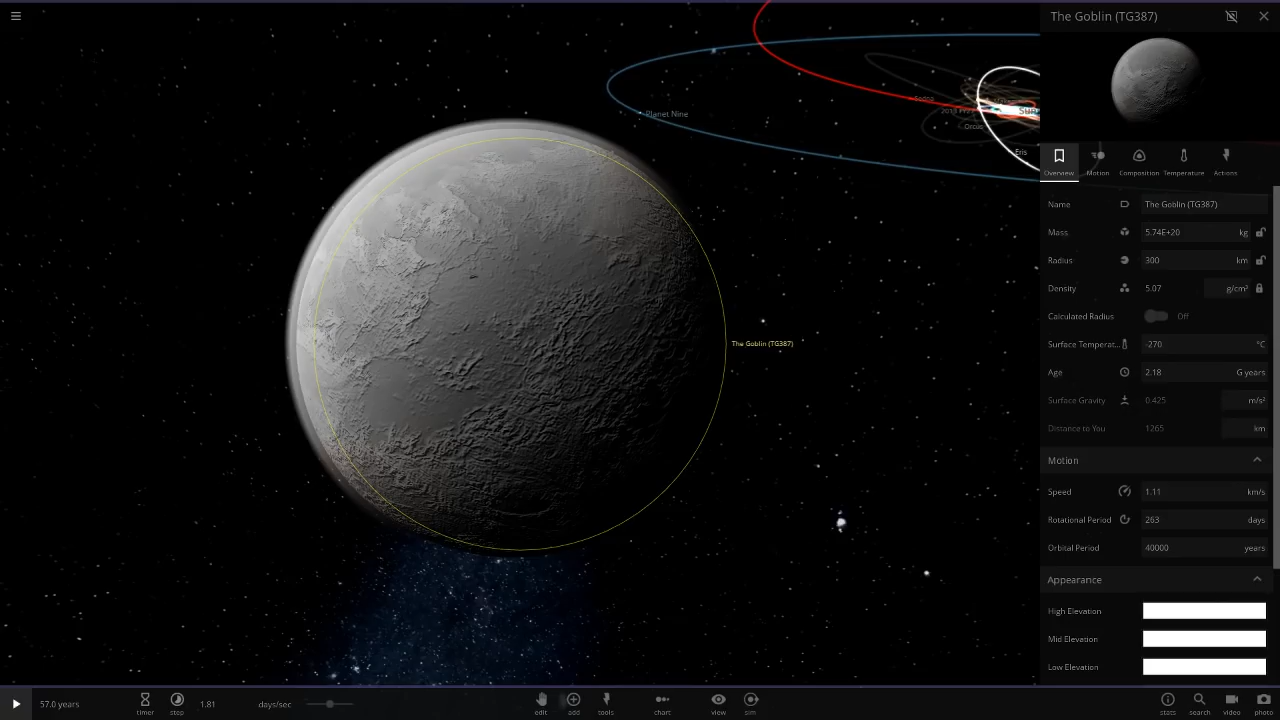 The Goblin (TG387)
Planet Nine
Orcus
Eris
Overview
Motion
Composition
Temperature
Actions
Name The Goblin (TG387)
Mass 5.74E+20 kg
Radius 300 km
Density 5.07 g/cm³
Calculated Radius Off
Surface Temperat... -270 °C
The Goblin (TG387)
Age 2.18 G years
Surface Gravity 0.425 m/s²
Distance to You 1265 km
Motion
Speed 1.11 km/s
Rotational Period 263 days
Orbital Period 40000 years
Appearance
High Elevation
Mid Elevation
Low Elevation
57.0 years
timer
step
1.81 days/sec
edit
add
tools
chart
view
sim
stats
search
video
photo